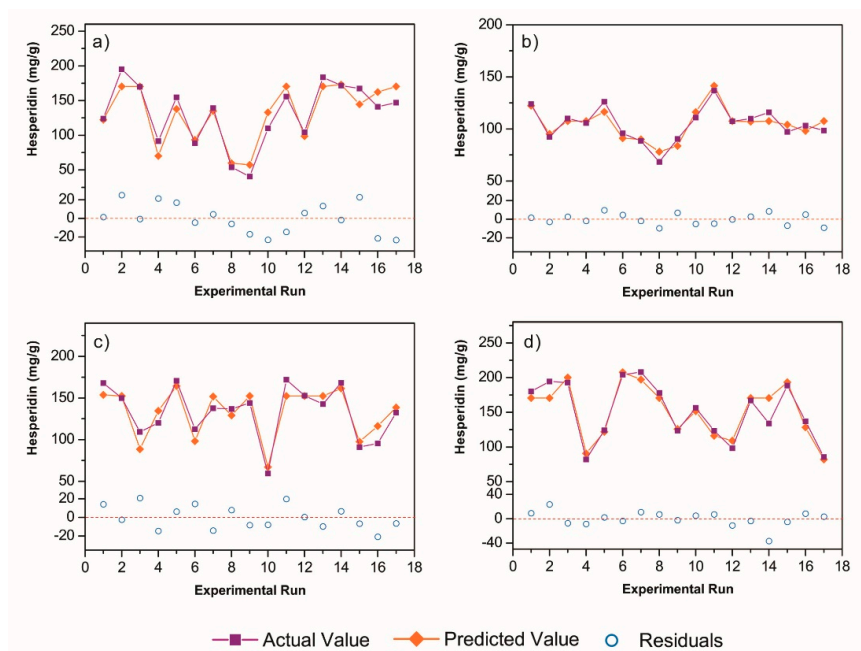 a)
250
200
150
100
50
20
0
-20
Hesperidin (mg/g)
0 2 4 6 8 10 12 14 16 18
Experimental Run
b)
200
150
100
50
20
0
-20
Hesperidin (mg/g)
0 2 4 6 8 10 12 14 16 18
Experimental Run
c)
200
150
100
50
20
0
-20
Hesperidin (mg/g)
0 2 4 6 8 10 12 14 16 18
Experimental Run
d)
250
200
150
100
50
40
0
-40
Hesperidin (mg/g)
0 2 4 6 8 10 12 14 16 18
Experimental Run
Actual Value Predicted Value Residuals